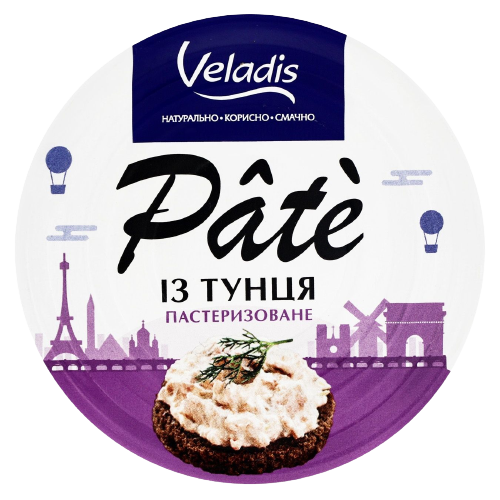 Veladis
НАТУРАЛЬНО • КОРИСНО • СМАЧНО
Pâtè
ІЗ ТУНЦЯ
ПАСТЕРИЗОВАНЕ